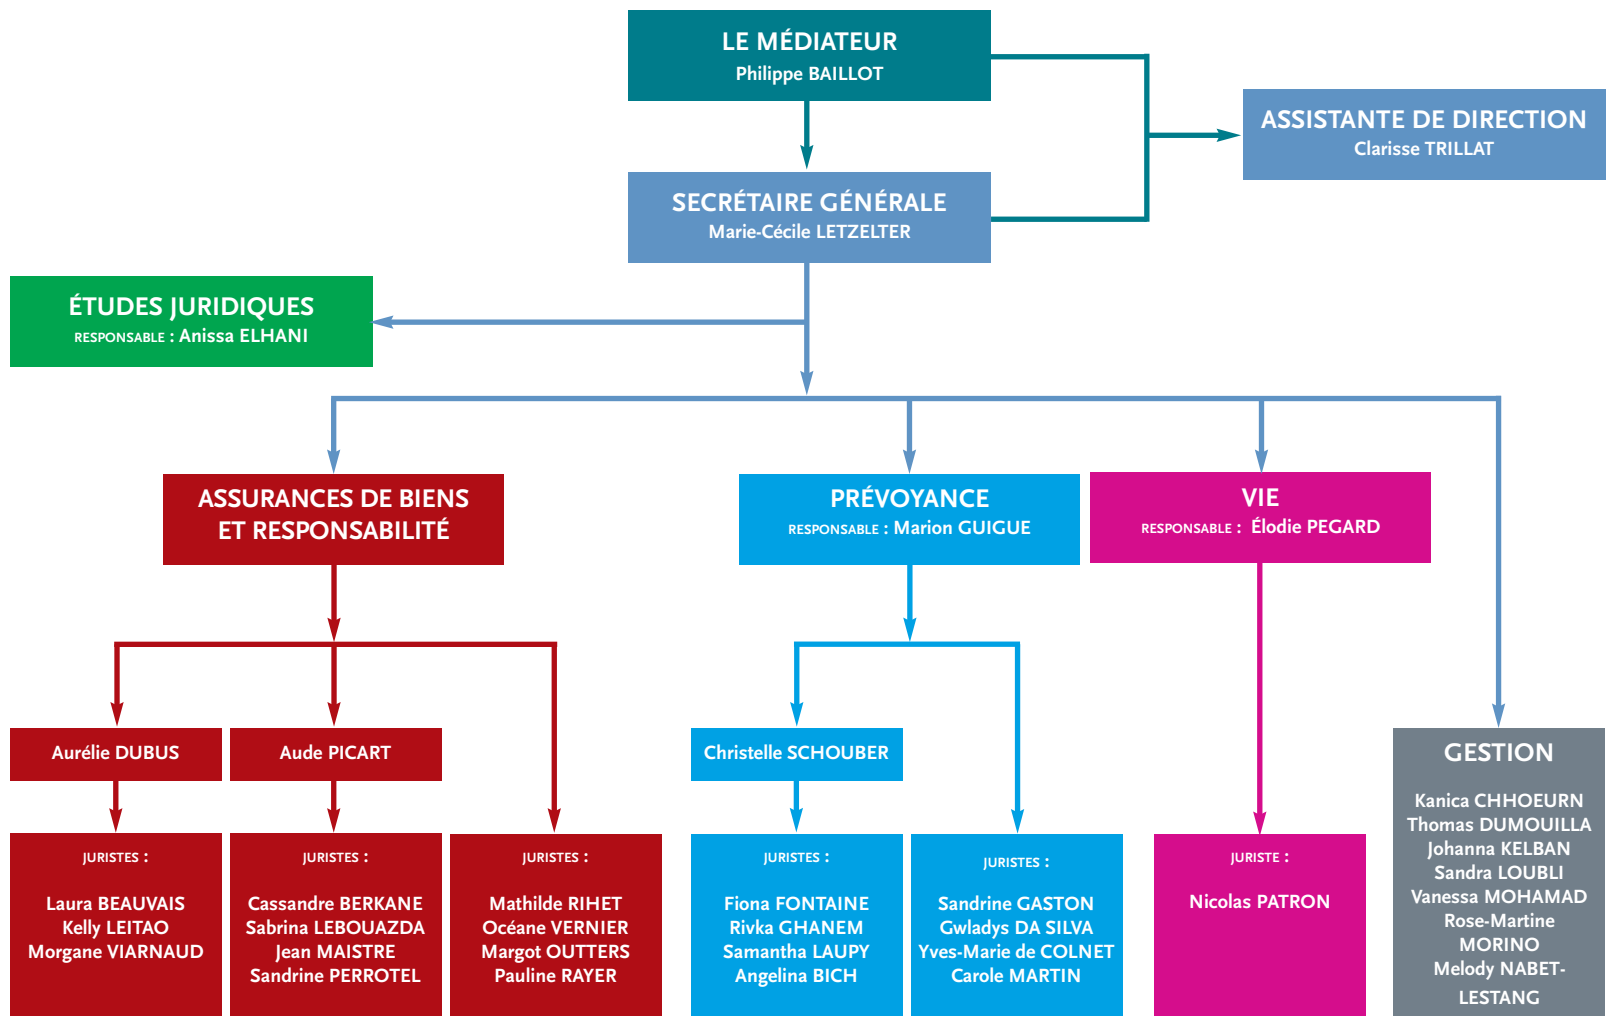 LE MÉDIATEUR
Philippe BAILLOT
ASSISTANTE DE DIRECTION
Clarisse TRILLAT
SECRÉTAIRE GÉNÉRALE
Marie-Cécile LETZELTER
ÉTUDES JURIDIQUES
RESPONSABLE : Anissa ELHANI
ASSURANCES DE BIENS
ET RESPONSABILITÉ
PRÉVOYANCE
RESPONSABLE : Marion GUIGUE
VIE
RESPONSABLE : Élodie PEGARD
Aurélie DUBUS
Aude PICART
Christelle SCHOUBER
JURISTES :
Laura BEAUVAIS
Kelly LEITAO
Morgane VIARNAUD
JURISTES :
Cassandre BERKANE
Sabrina LEBOUAZDA
Jean MAISTRE
Sandrine PERROTEL
JURISTES :
Mathilde RIHET
Océane VERNIER
Margot OUTTERS
Pauline RAYER
JURISTES :
Fiona FONTAINE
Rivka GHANEM
Samantha LAUPY
Angelina BICH
JURISTES :
Sandrine GASTON
Gwladys DA SILVA
Yves-Marie de COLNET
Carole MARTIN
JURISTE :
Nicolas PATRON
GESTION
Kanica CHHOEURN
Thomas DUMOUILLA
Johanna KELBAN
Sandra LOUBLI
Vanessa MOHAMAD
Rose-Martine
MORINO
Melody NABET-
LESTANG